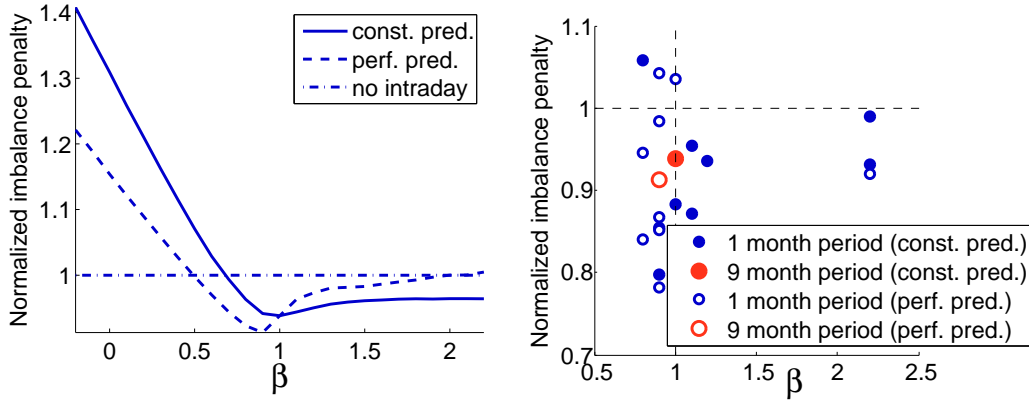 Normalized imbalance penalty
1.4
1.3
1.2
1.1
1
const. pred.
perf. pred.
no intraday
0
0.5
1
1.5
2
β
Normalized imbalance penalty
1.1
1
0.9
0.8
0.7
1 month period (const. pred.)
9 month period (const. pred.)
1 month period (perf. pred.)
9 month period (perf. pred.)
0.5
1
1.5
2
2.5
β